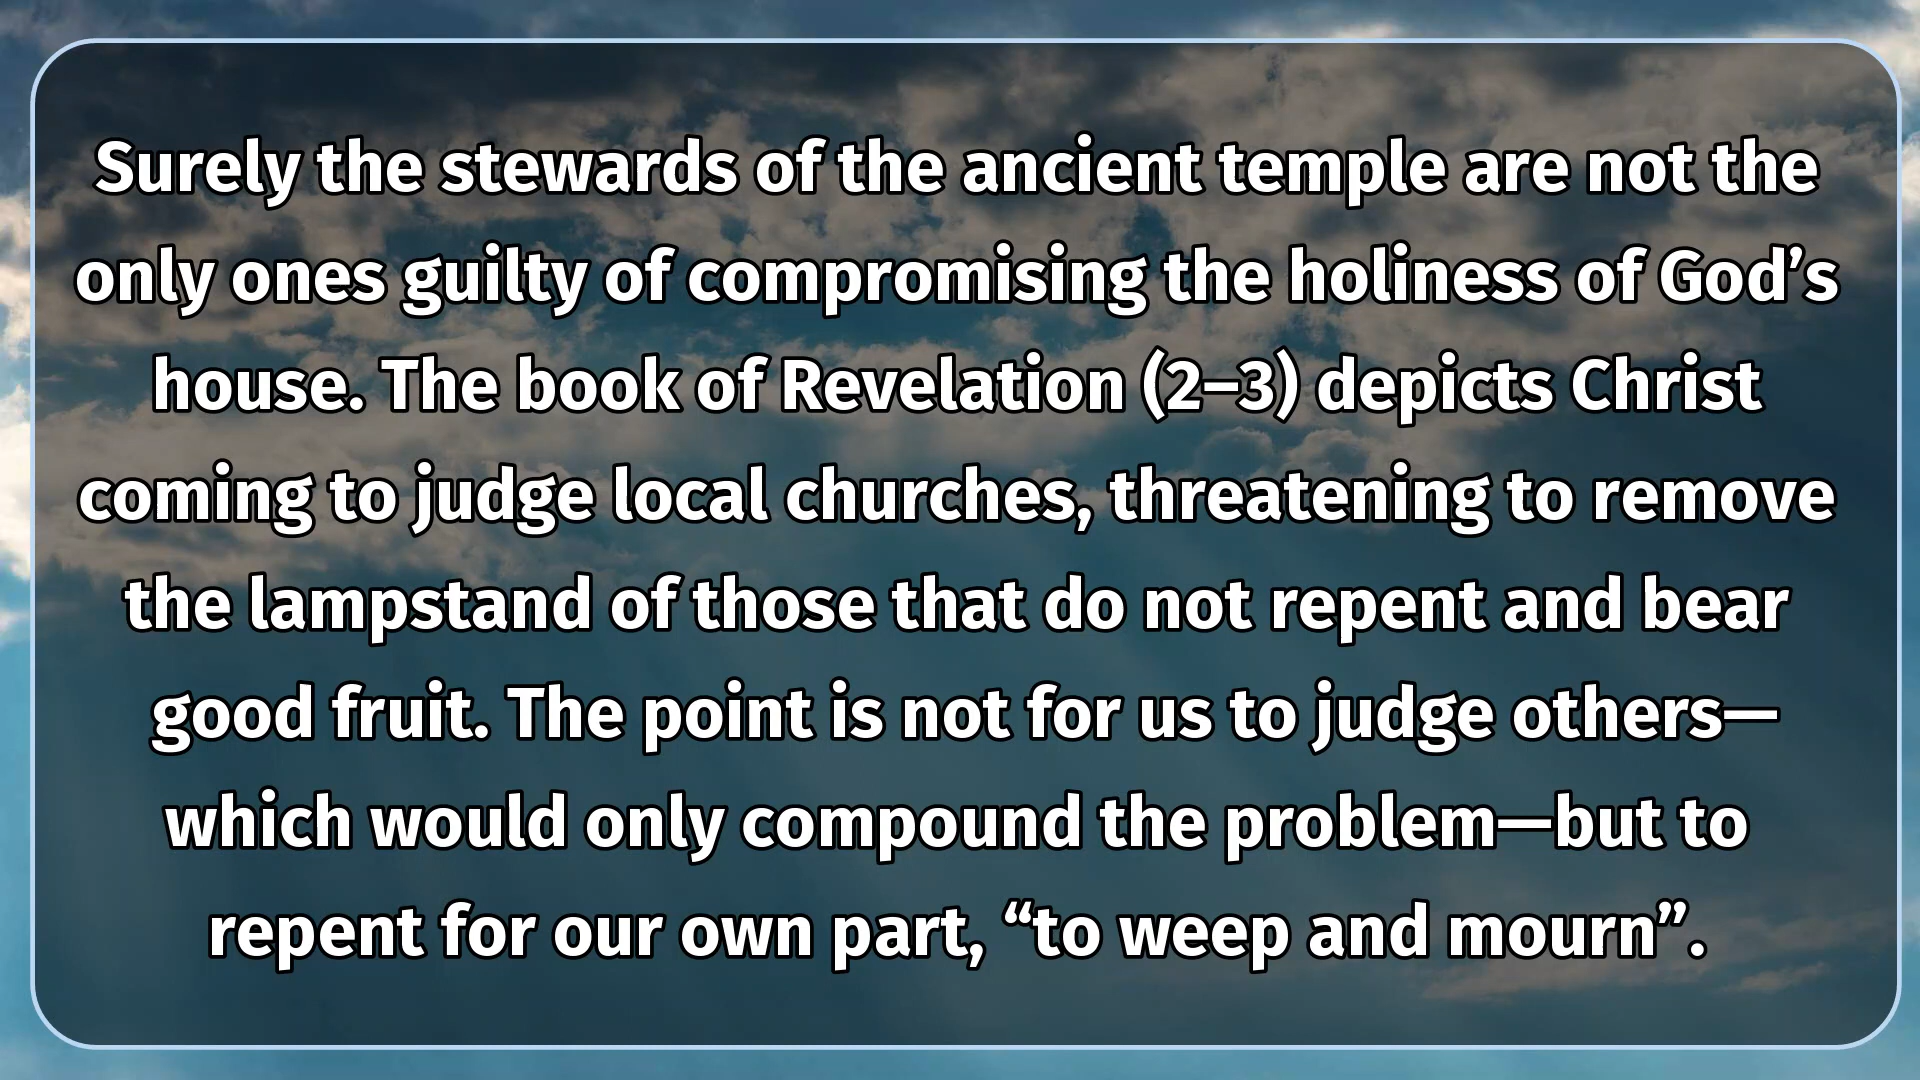 Surely the stewards of the ancient temple are not the
only ones guilty of compromising the holiness of God’s
house. The book of Revelation (2–3) depicts Christ
coming to judge local churches, threatening to remove
the lampstand of those that do not repent and bear
good fruit. The point is not for us to judge others—
which would only compound the problem—but to
repent for our own part, “to weep and mourn”.